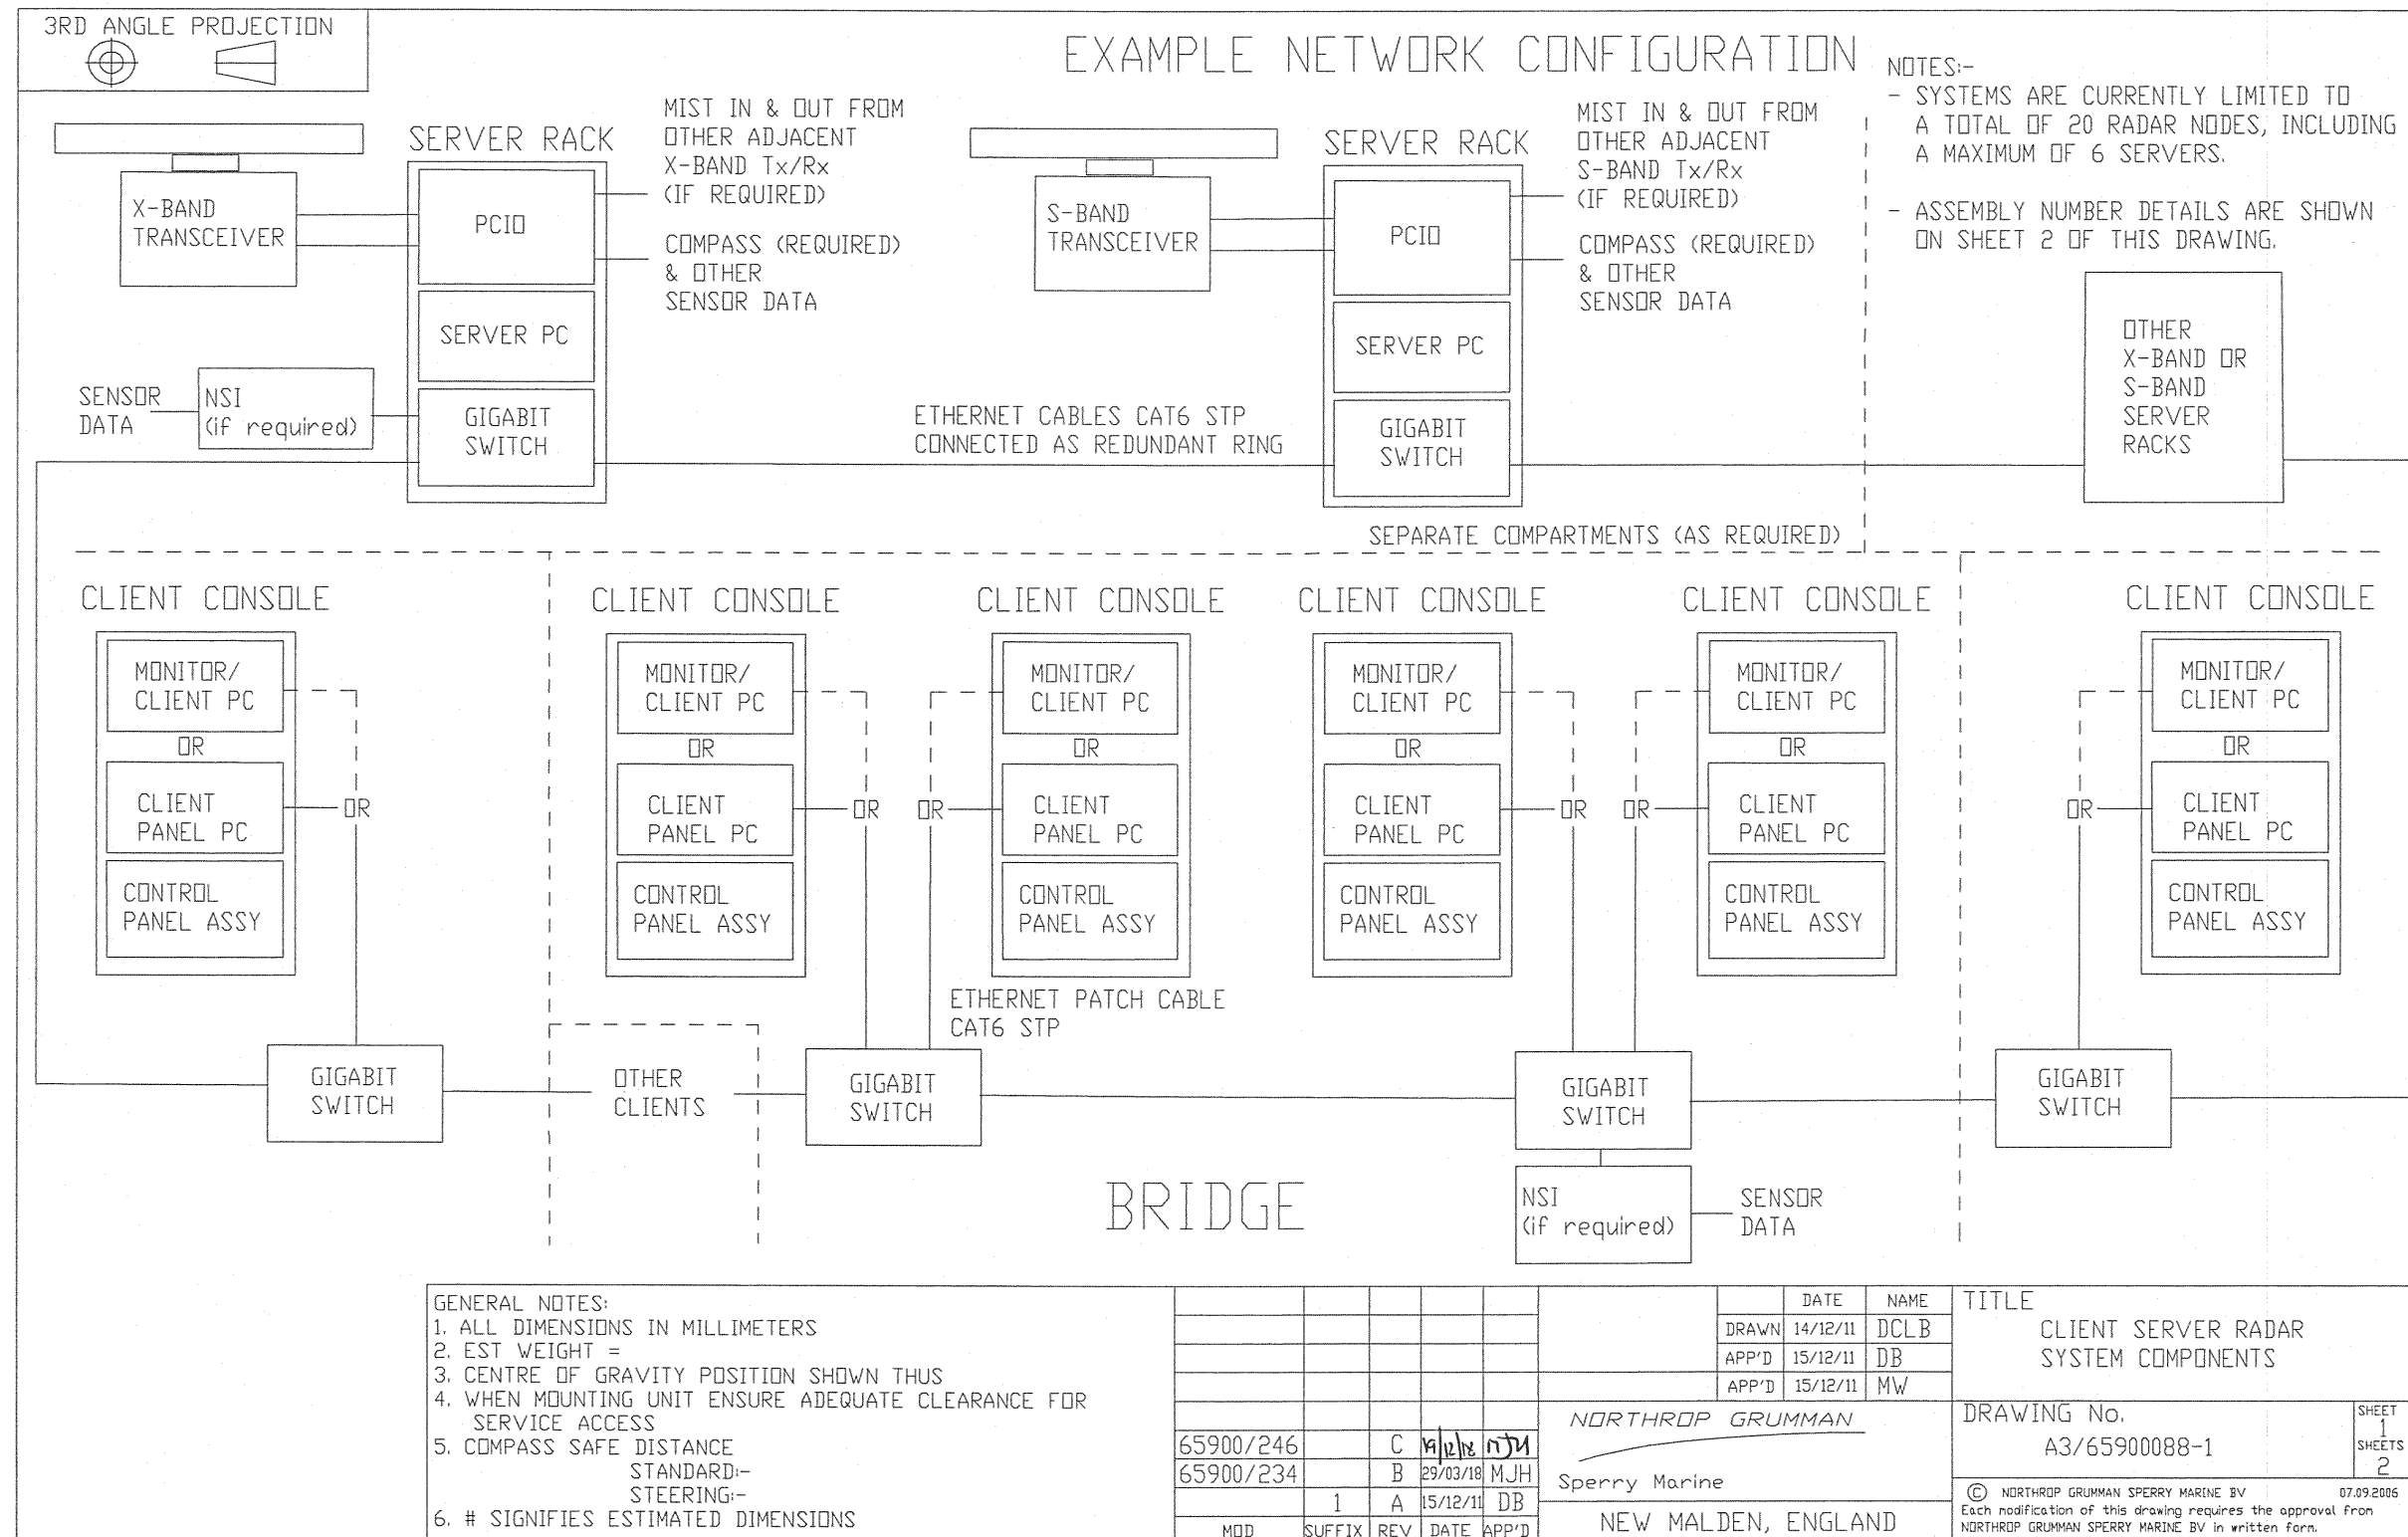 3RD ANGLE PROJECTION
EXAMPLE NETWORK CONFIGURATION
NOTES:-
- SYSTEMS ARE CURRENTLY LIMITED TO
A TOTAL OF 20 RADAR NODES, INCLUDING
A MAXIMUM OF 6 SERVERS.
- ASSEMBLY NUMBER DETAILS ARE SHOWN
ON SHEET 2 OF THIS DRAWING.
X-BAND
TRANSCEIVER
SERVER RACK
PCIO
SERVER PC
GIGABIT
SWITCH
MIST IN & OUT FROM
OTHER ADJACENT
X-BAND Tx/Rx
(IF REQUIRED)
COMPASS (REQUIRED)
& OTHER
SENSOR DATA
SENSOR
DATA
NSI
(if required)
ETHERNET CABLES CAT6 STP
CONNECTED AS REDUNDANT RING
S-BAND
TRANSCEIVER
SERVER RACK
PCIO
SERVER PC
GIGABIT
SWITCH
MIST IN & OUT FROM
OTHER ADJACENT
S-BAND Tx/Rx
(IF REQUIRED)
COMPASS (REQUIRED)
& OTHER
SENSOR DATA
OTHER
X-BAND OR
S-BAND
SERVER
RACKS
SEPARATE COMPARTMENTS (AS REQUIRED)
CLIENT CONSOLE
MONITOR/
CLIENT PC
OR
CLIENT
PANEL PC
OR
CONTROL
PANEL ASSY
GIGABIT
SWITCH
CLIENT CONSOLE
MONITOR/
CLIENT PC
OR
CLIENT
PANEL PC
OR
CONTROL
PANEL ASSY
CLIENT CONSOLE
MONITOR/
CLIENT PC
OR
OR
CLIENT
PANEL PC
CONTROL
PANEL ASSY
ETHERNET PATCH CABLE
CAT6 STP
OTHER
CLIENTS
GIGABIT
SWITCH
CLIENT CONSOLE
MONITOR/
CLIENT PC
OR
CLIENT
PANEL PC
OR
CONTROL
PANEL ASSY
CLIENT CONSOLE
MONITOR/
CLIENT PC
OR
OR
CLIENT
PANEL PC
CONTROL
PANEL ASSY
GIGABIT
SWITCH
NSI
(if required)
SENSOR
DATA
CLIENT CONSOLE
MONITOR/
CLIENT PC
OR
OR
CLIENT
PANEL PC
CONTROL
PANEL ASSY
GIGABIT
SWITCH
BRIDGE
GENERAL NOTES:
1. ALL DIMENSIONS IN MILLIMETERS
2. EST WEIGHT =
3. CENTRE OF GRAVITY POSITION SHOWN THUS
4. WHEN MOUNTING UNIT ENSURE ADEQUATE CLEARANCE FOR
SERVICE ACCESS
5. COMPASS SAFE DISTANCE
STANDARD:-
STEERING:-
6. # SIGNIFIES ESTIMATED DIMENSIONS
65900/246 C
65900/234 B 29/03/18 MJH
1 A 15/12/11 DB
MOD SUFFIX REV DATE APP'D
DATE NAME
DRAWN 14/12/11 DCLB
APP'D 15/12/11 DB
APP'D 15/12/11 MW
NORTHROP GRUMMAN
Sperry Marine
NEW MALDEN, ENGLAND
TITLE
CLIENT SERVER RADAR
SYSTEM COMPONENTS
DRAWING No.
A3/65900088-1
SHEET
1
SHEETS
2
© NORTHROP GRUMMAN SPERRY MARINE BV 07.09.2006
Each modification of this drawing requires the approval from
NORTHROP GRUMMAN SPERRY MARINE BV in written form.